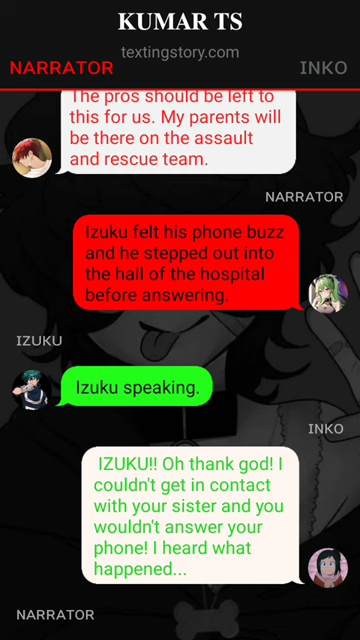 KUMAR TS
textingstory.com
NARRATOR INKO
The pros should be left to
this for us. My parents will
be there on the assault
and rescue team.
NARRATOR
Izuku felt his phone buzz
and he stepped out into
the hall of the hospital
before answering.
IZUKU
Izuku speaking.
INKO
IZUKU!! Oh thank god! I
couldn't get in contact
with your sister and you
wouldn't answer your
phone! I heard what
happened...
NARRATOR